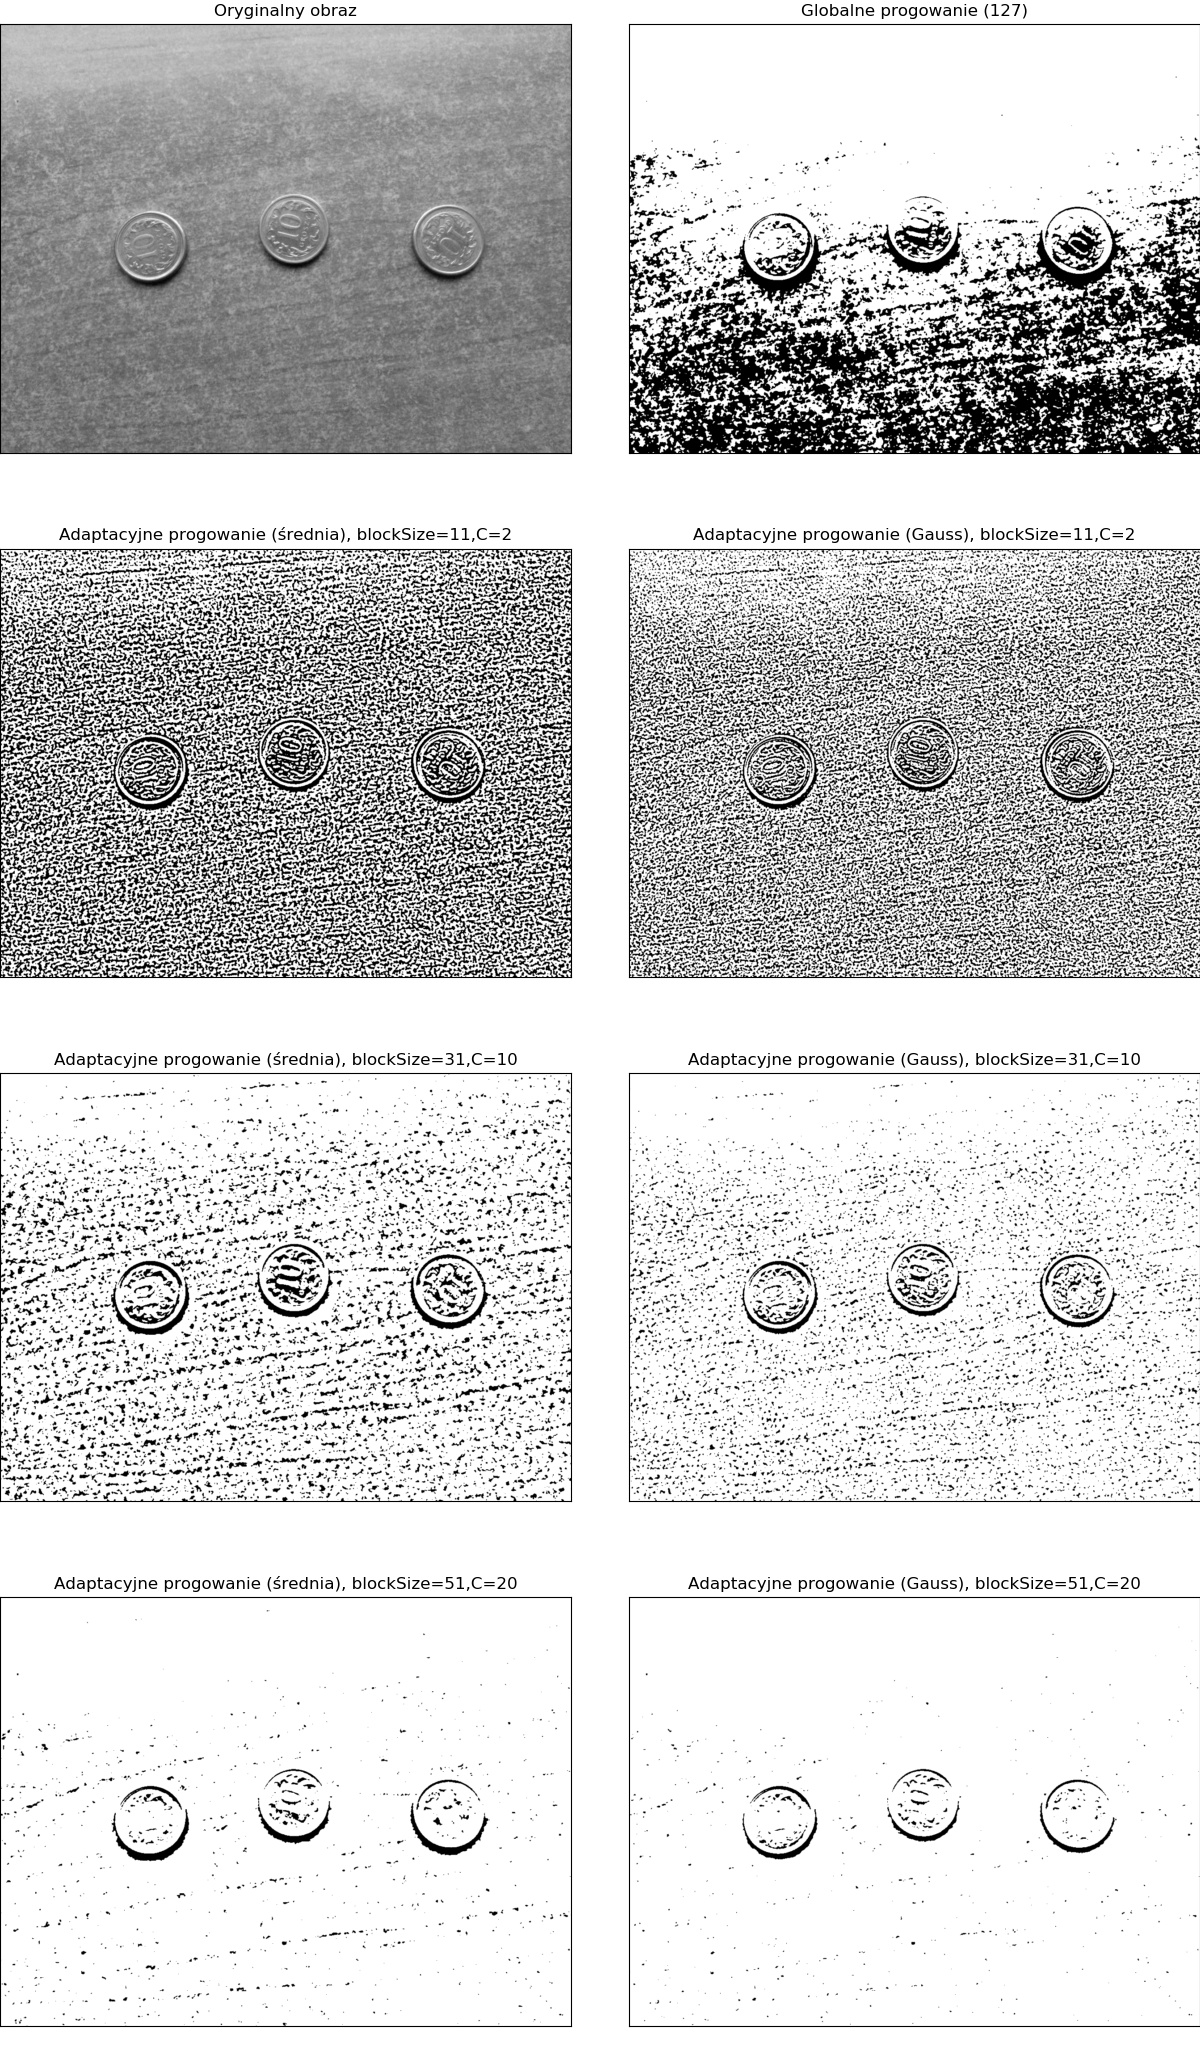 Oryginalny obraz
Globalne progowanie (127)
Adaptacyjne progowanie (średnia), blockSize=11,C=2
Adaptacyjne progowanie (Gauss), blockSize=11,C=2
Adaptacyjne progowanie (średnia), blockSize=31,C=10
Adaptacyjne progowanie (Gauss), blockSize=31,C=10
Adaptacyjne progowanie (średnia), blockSize=51,C=20
Adaptacyjne progowanie (Gauss), blockSize=51,C=20